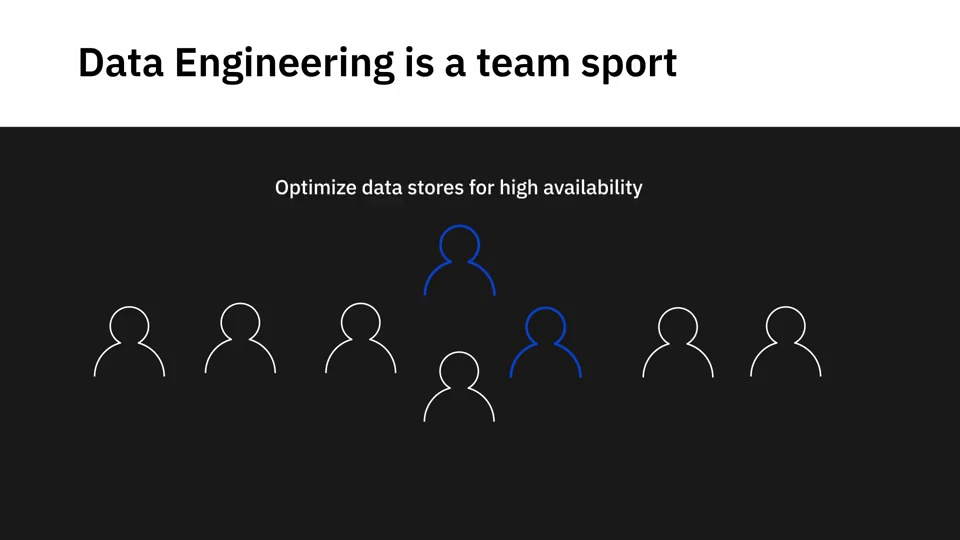 Data Engineering is a team sport
Optimize data stores for high availability